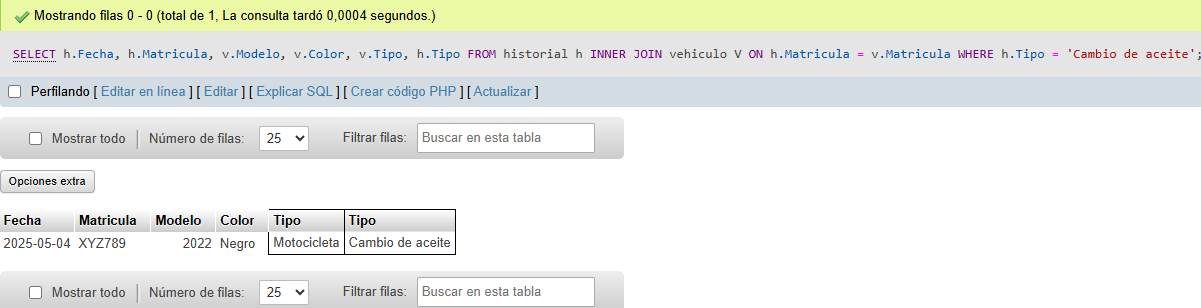 Mostrando filas 0 - 0 (total de 1, La consulta tardó 0,0004 segundos.)
SELECT h.Fecha, h.Matricula, v.Modelo, v.Color, v.Tipo, h.Tipo FROM historial h INNER JOIN vehiculo V ON h.Matricula = v.Matricula WHERE h.Tipo = 'Cambio de aceite';
Perfilando [ Editar en línea ] [ Editar ] [ Explicar SQL ] [ Crear código PHP ] [ Actualizar ]
Mostrar todo Número de filas: 25 Filtrar filas: Buscar en esta tabla
Opciones extra
Fecha Matricula Modelo Color Tipo Tipo
2025-05-04 XYZ789 2022 Negro Motocicleta Cambio de aceite
Mostrar todo Número de filas: 25 Filtrar filas: Buscar en esta tabla